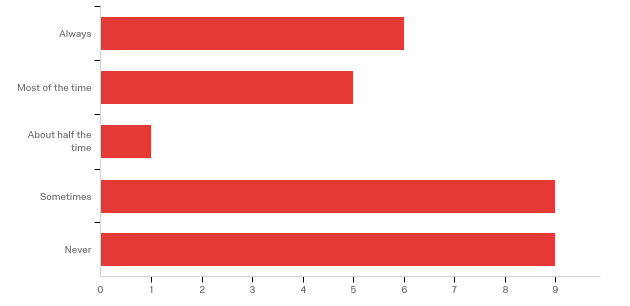 Always
Most of the time
About half the
time
Sometimes
Never
0 1 2 3 4 5 6 7 8 9